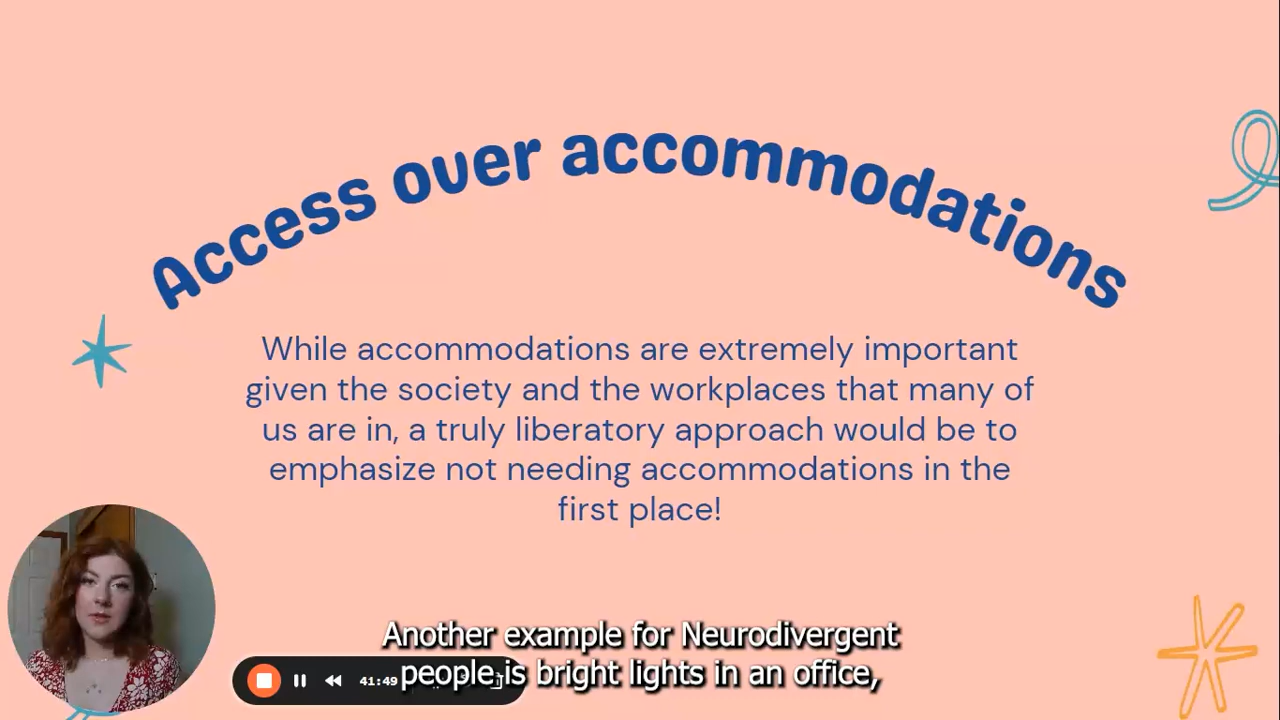 Access over accommodations
While accommodations are extremely important
given the society and the workplaces that many of
us are in, a truly liberatory approach would be to
emphasize not needing accommodations in the
first place!
Another example for Neurodivergent
people is bright lights in an office,
41:49